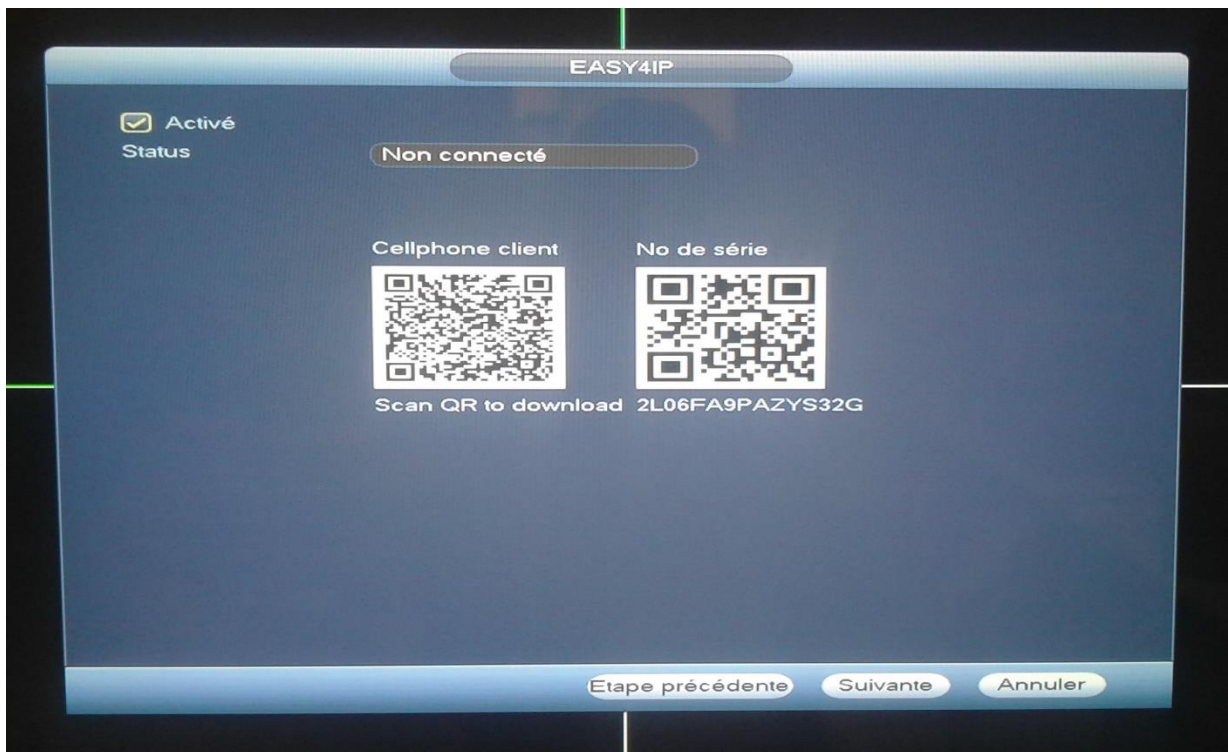 EASY4IP
Activé
Status Non connecté
Cellphone client No de série
Scan QR to download 2L06FA9PAZYS32G
Etape précédente Suivante Annuler